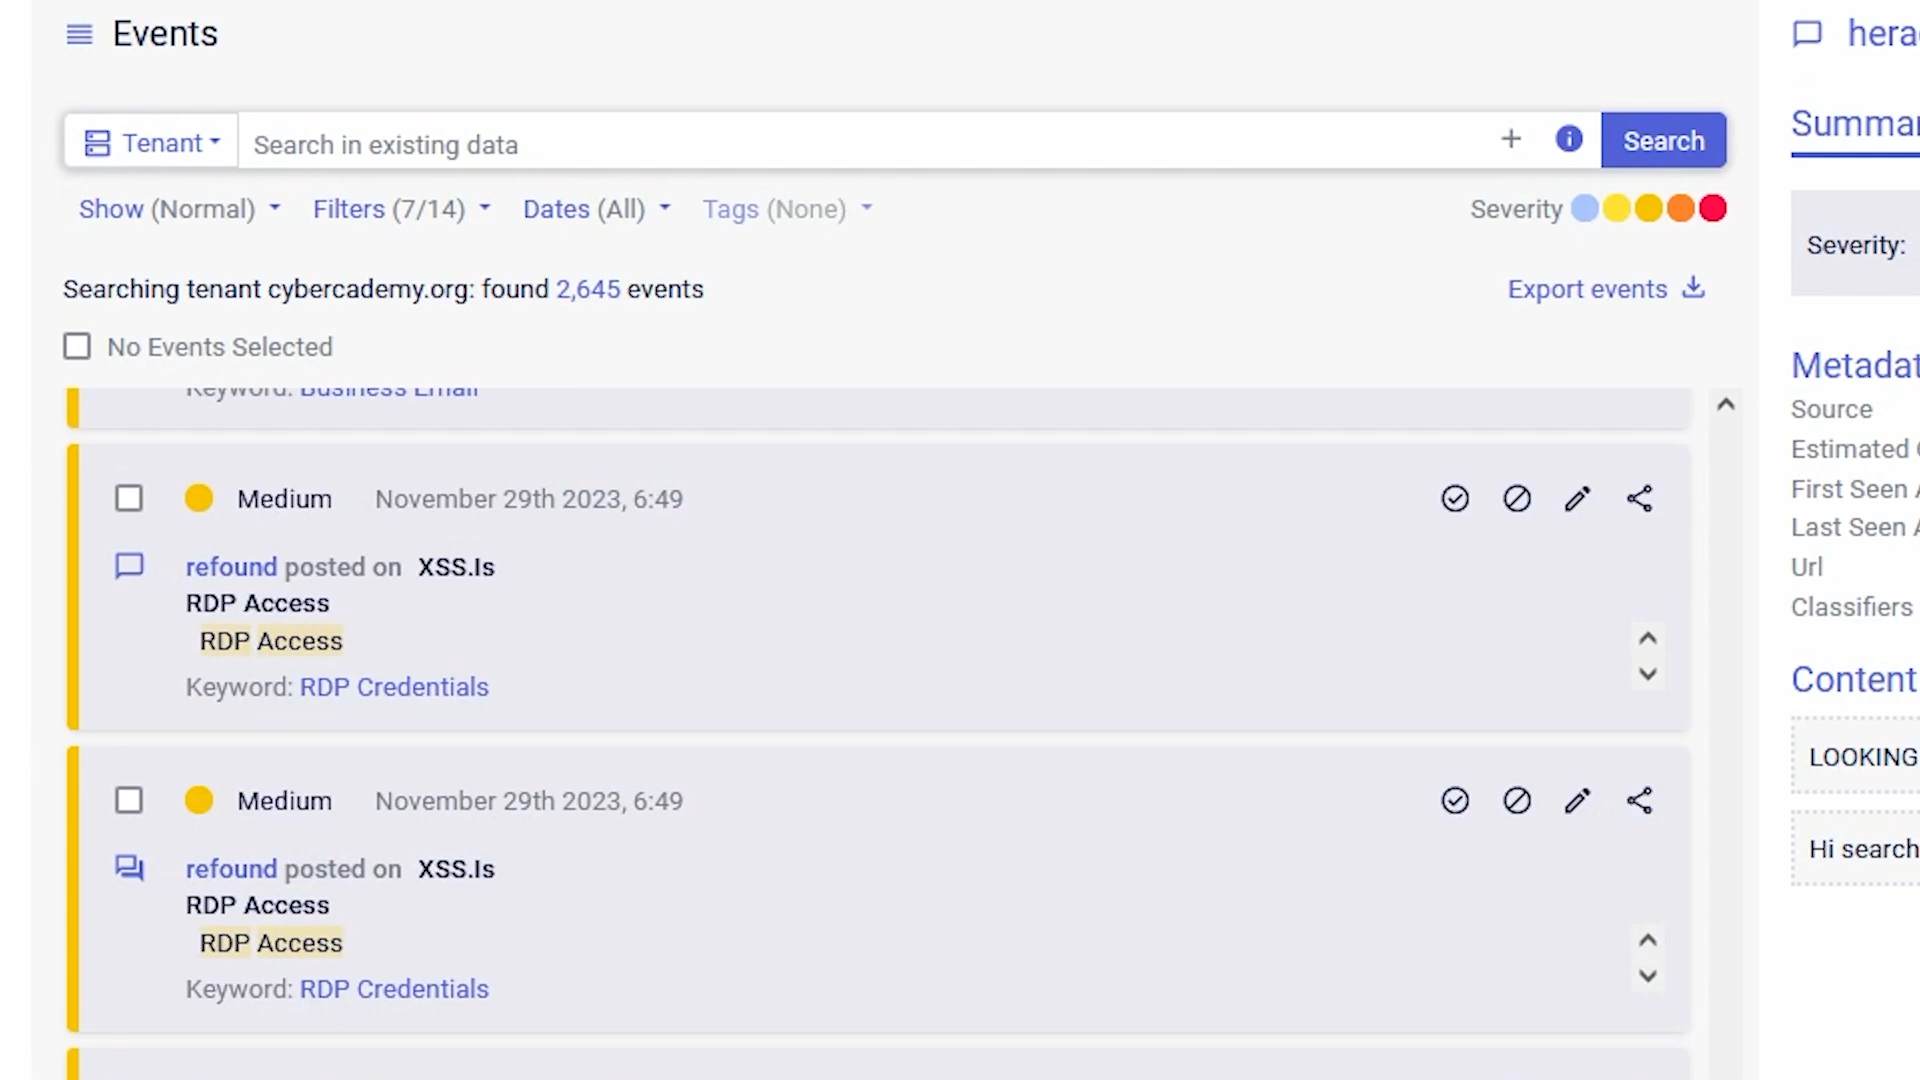 Events
Tenant
Search in existing data
+
Search
Show (Normal)
Filters (7/14)
Dates (All)
Tags (None)
Severity
Searching tenant cybercademy.org: found 2,645 events
Export events
No Events Selected
Keyword: Business Email
Medium
November 29th 2023, 6:49
refound posted on XSS.Is
RDP Access
RDP Access
Keyword: RDP Credentials
Medium
November 29th 2023, 6:49
refound posted on XSS.Is
RDP Access
RDP Access
Keyword: RDP Credentials
Severity:
Source
Estimated
First Seen
Last Seen
Url
Classifiers
Content
LOOKING
Hi search